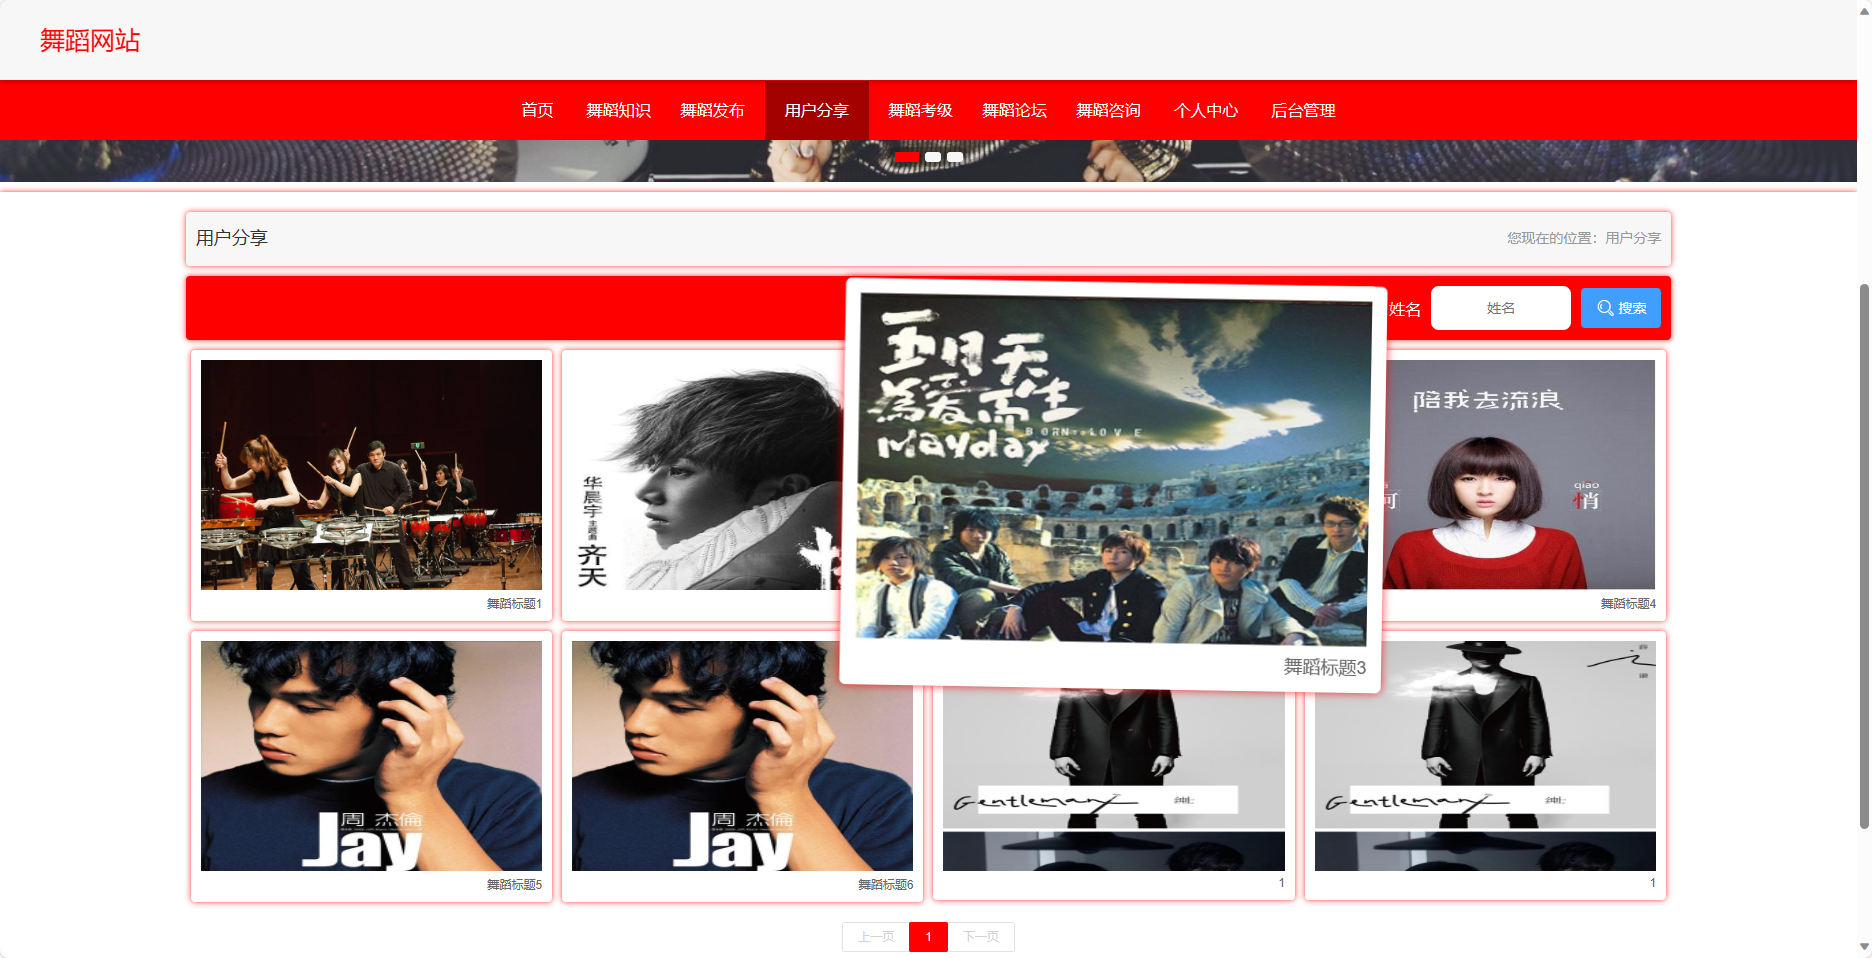 舞蹈网站
首页 舞蹈知识 舞蹈发布 用户分享 舞蹈考级 舞蹈论坛 舞蹈咨询 个人中心 后台管理
用户分享
您现在的位置：用户分享
姓名 姓名 搜索
舞蹈标题1
华晨宇
主题曲
齐天
五月天
為愛而生
Mayday
BORN TO LOVE
舞蹈标题3
陪我去流浪
qiao
悄
舞蹈标题4
周杰倫
Jay
舞蹈标题5
周杰倫
Jay
舞蹈标题6
Gentleman
1
Gentleman
1
上一页 1 下一页